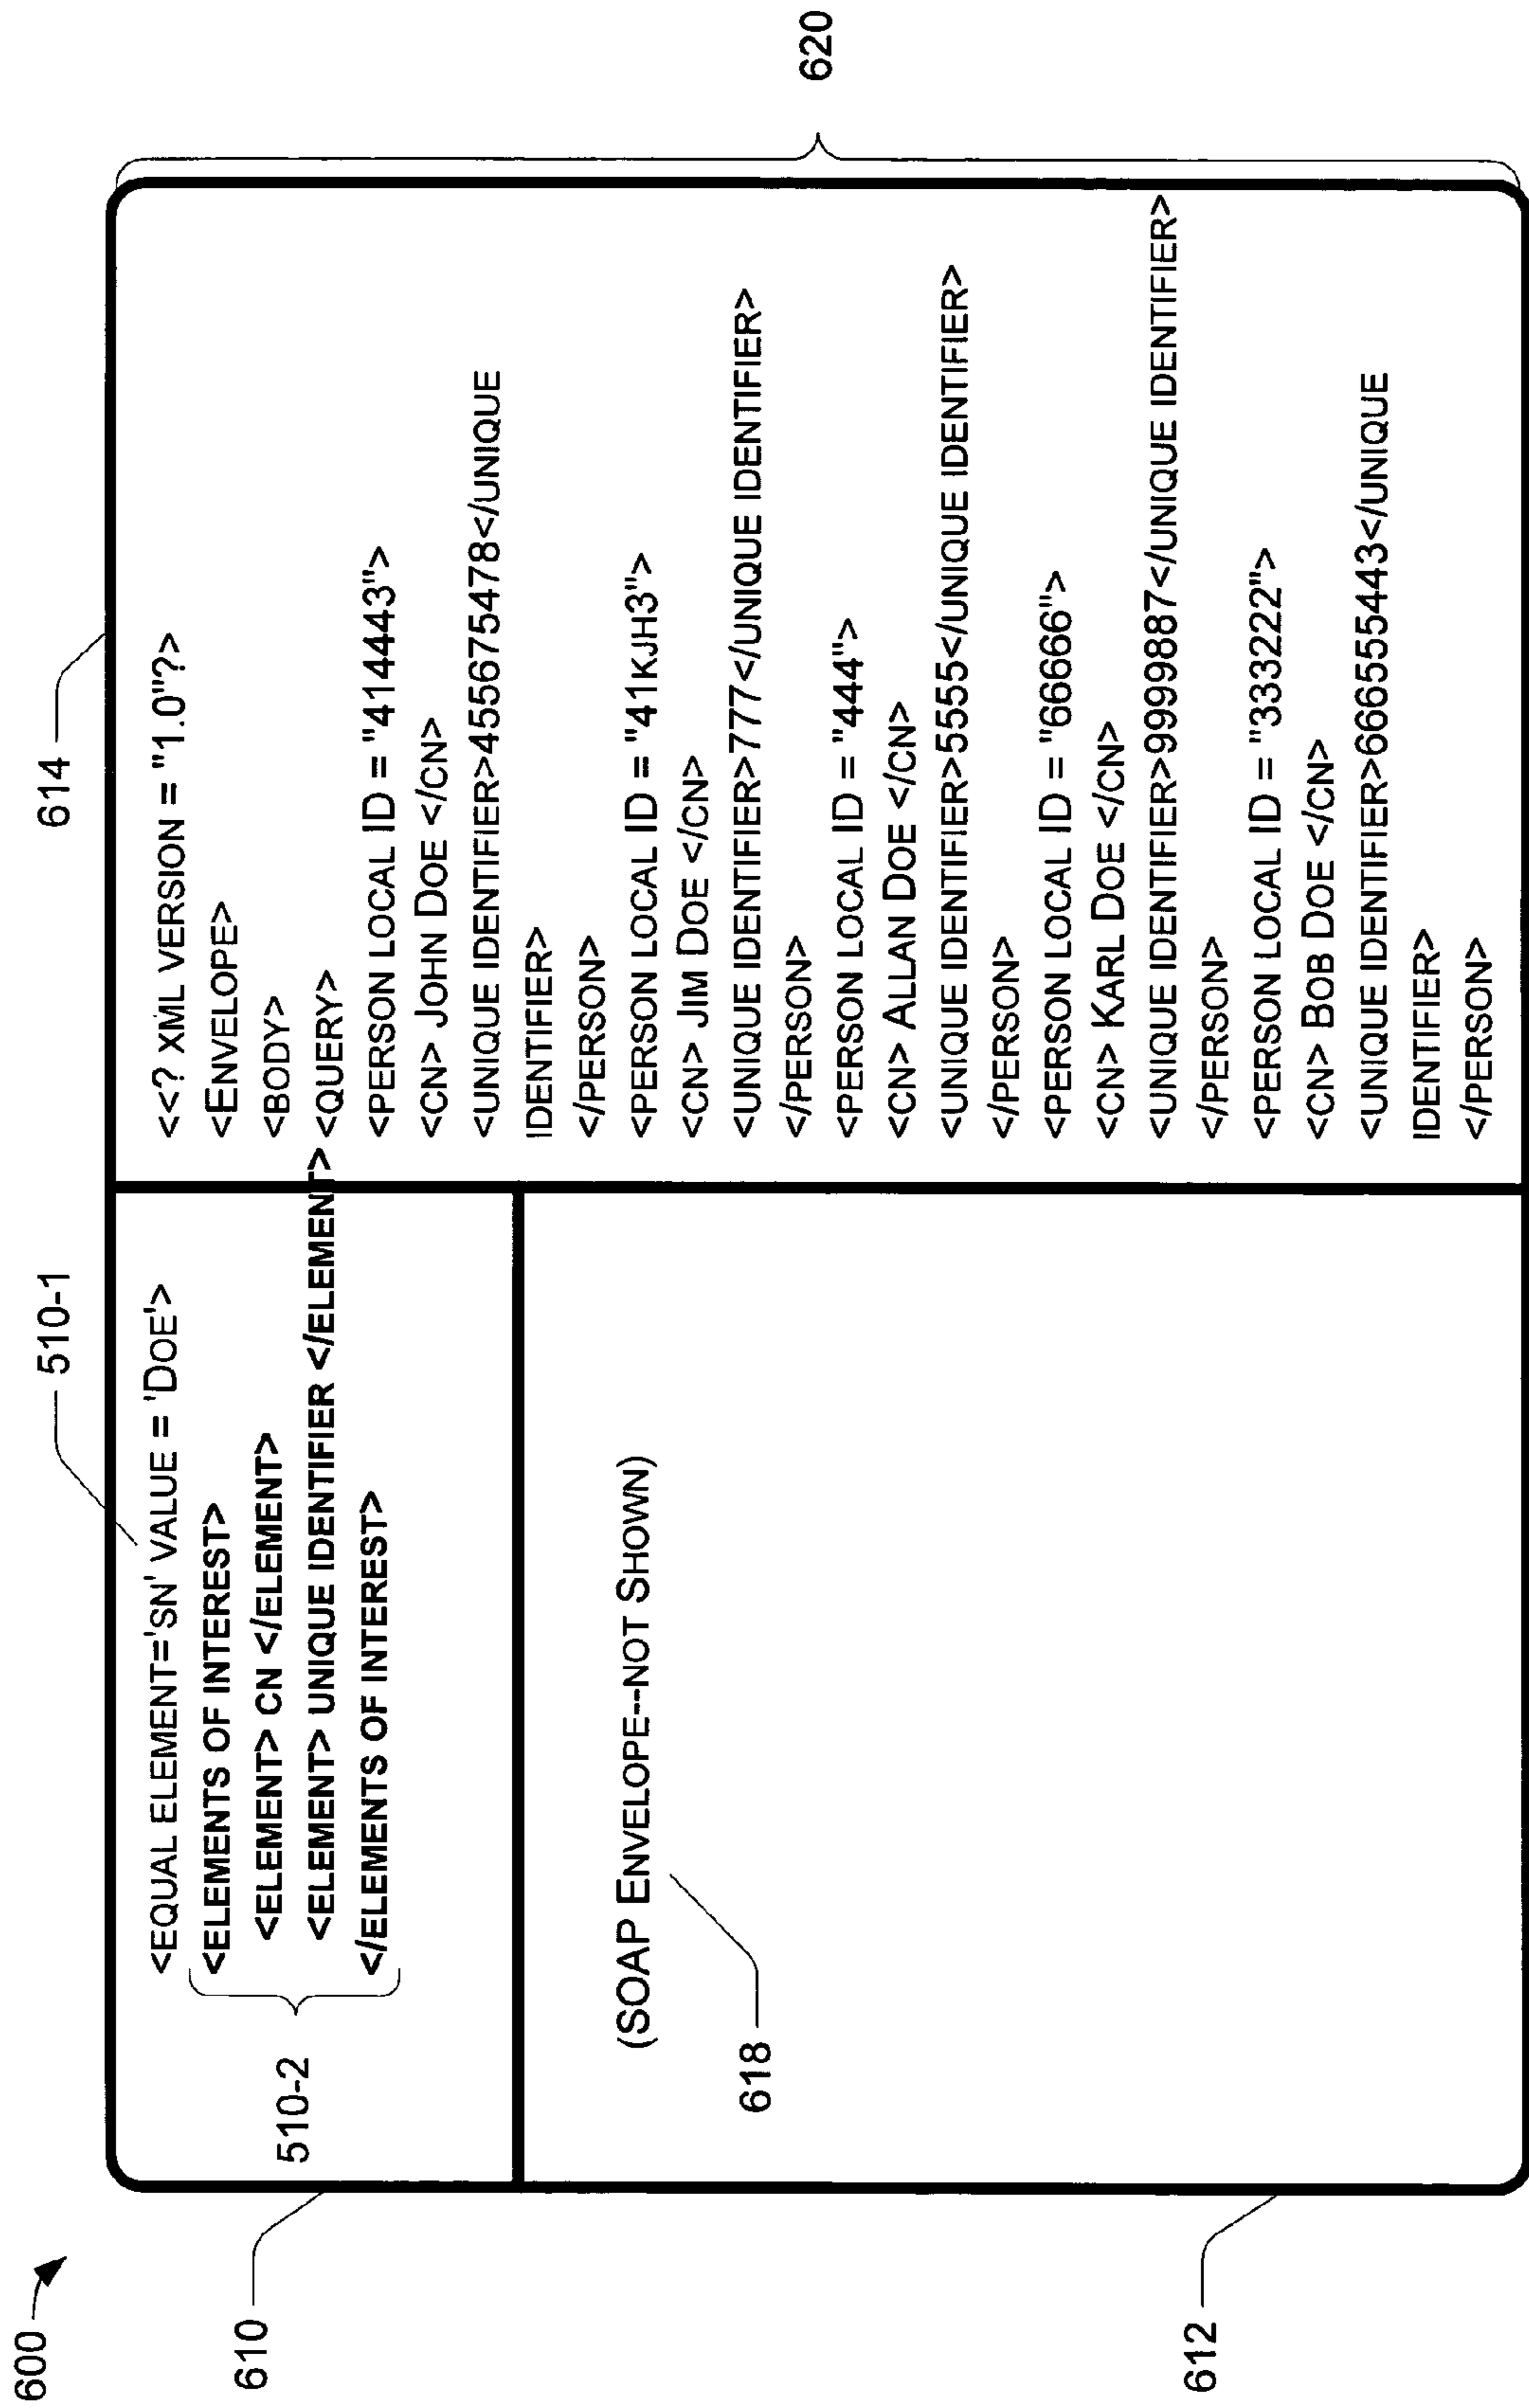 600
610
510-2
510-1
<EQUAL ELEMENT='SN' VALUE = 'DOE'>
<ELEMENTS OF INTEREST>
<ELEMENT> CN </ELEMENT>
<ELEMENT> UNIQUE IDENTIFIER </ELEMENT>
</ELEMENTS OF INTEREST>
612
618
(SOAP ENVELOPE--NOT SHOWN)
614
<<? XML VERSION = "1.0"?>
<ENVELOPE>
<BODY>
<QUERY>
<PERSON LOCAL ID = "414443">
<CN> JOHN DOE </CN>
<UNIQUE IDENTIFIER>455675478</UNIQUE
IDENTIFIER>
</PERSON>
<PERSON LOCAL ID = "41KJH3">
<CN> JIM DOE </CN>
<UNIQUE IDENTIFIER>777</UNIQUE IDENTIFIER>
</PERSON>
<PERSON LOCAL ID = "444">
<CN> ALLAN DOE </CN>
<UNIQUE IDENTIFIER>5555</UNIQUE IDENTIFIER>
</PERSON>
<PERSON LOCAL ID = "66666">
<CN> KARL DOE </CN>
<UNIQUE IDENTIFIER>9999887</UNIQUE IDENTIFIER>
</PERSON>
<PERSON LOCAL ID = "333222">
<CN> BOB DOE </CN>
<UNIQUE IDENTIFIER>666555443</UNIQUE
IDENTIFIER>
</PERSON>
620